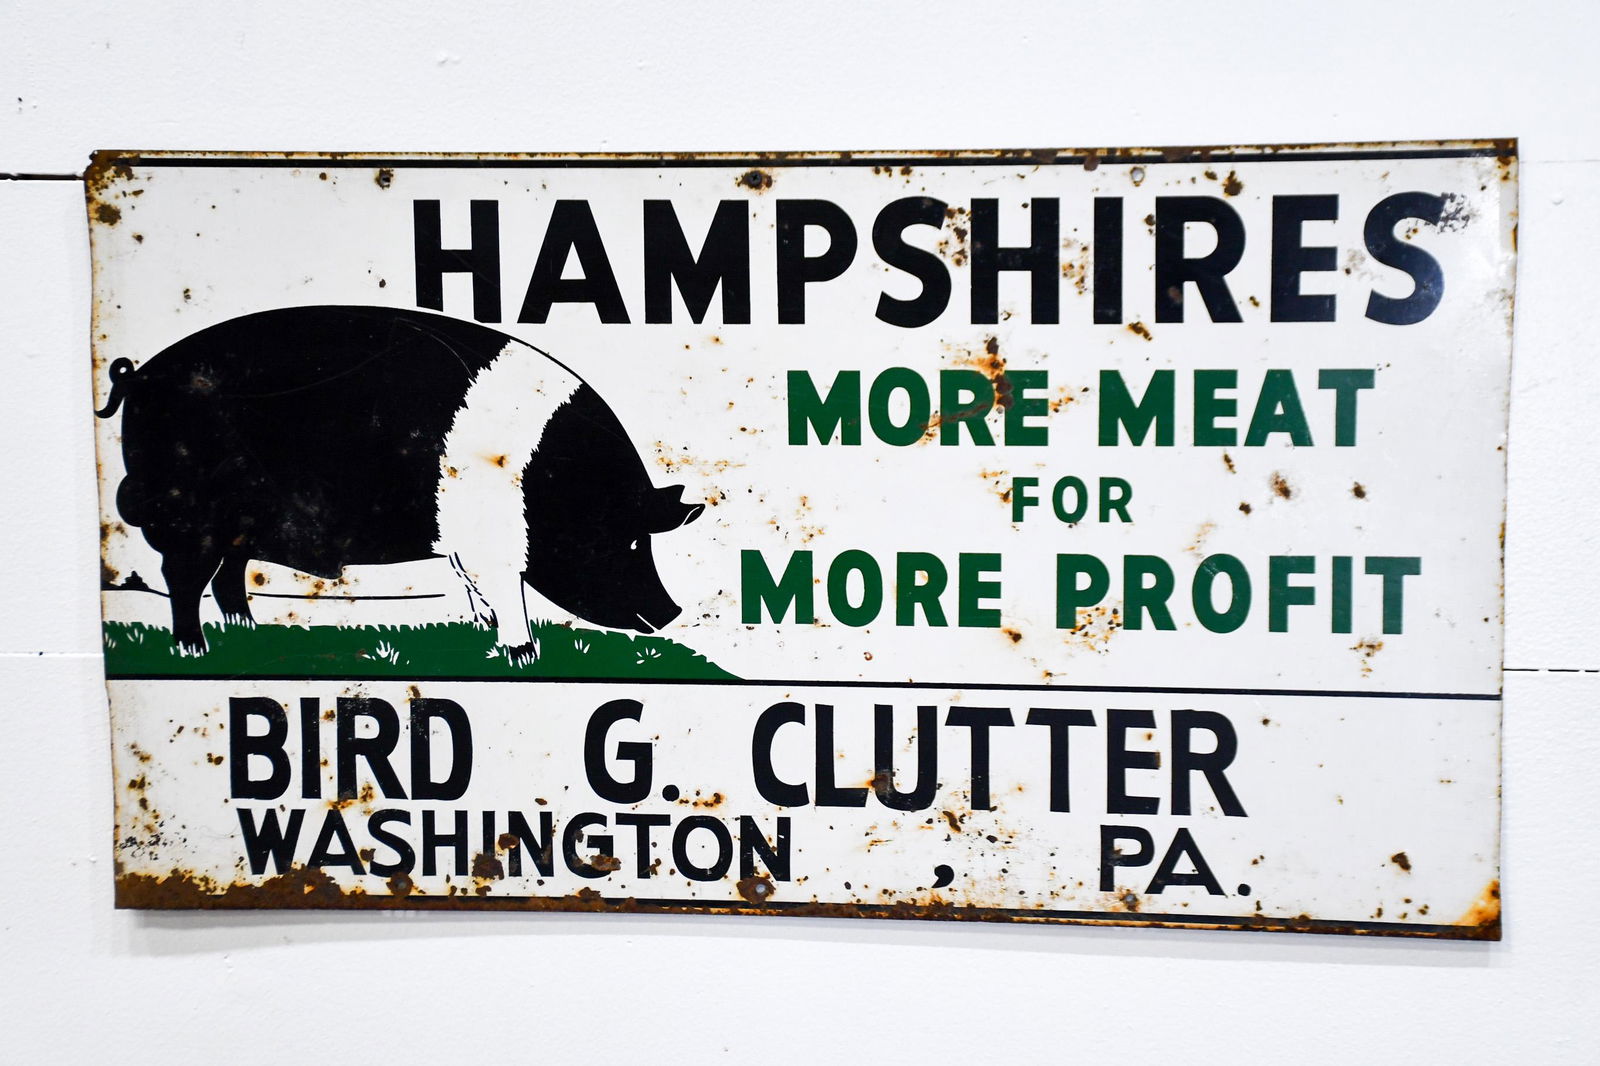 HAMPSHIRES
MORE MEAT
FOR
MORE PROFIT
BIRD G. CLUTTER
WASHINGTON , PA.